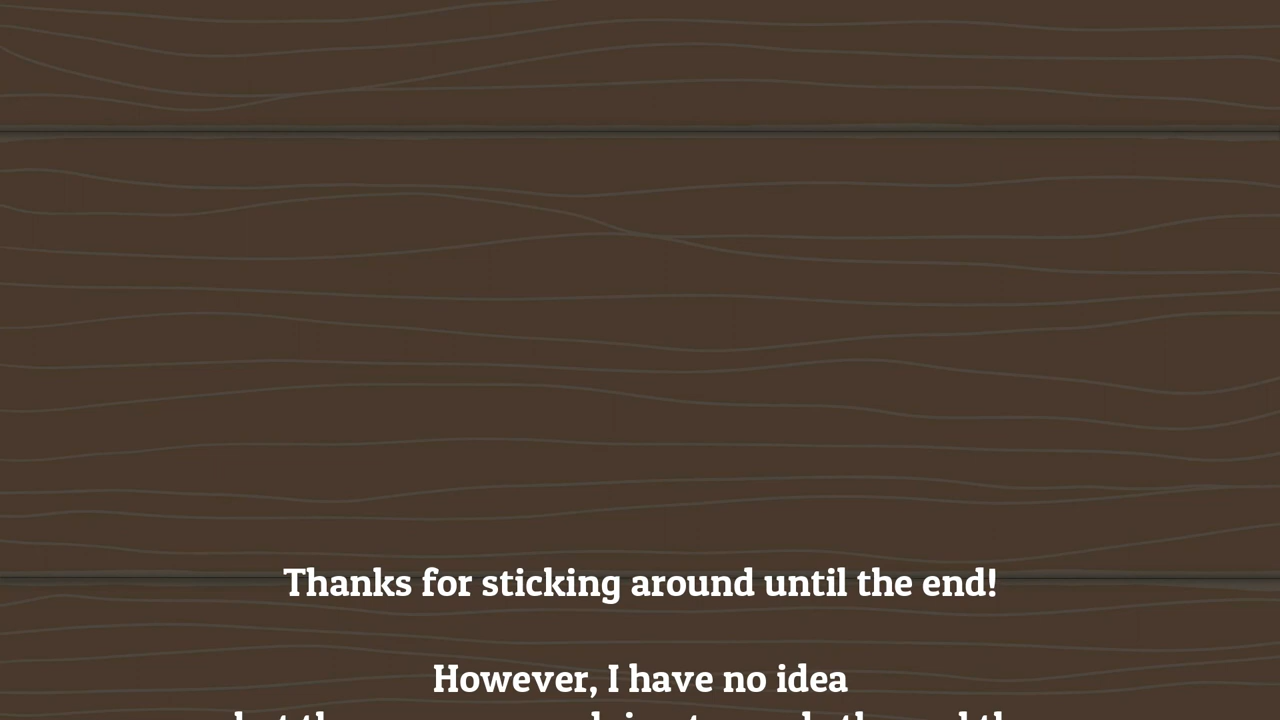 Thanks for sticking around until the end!
However, I have no idea